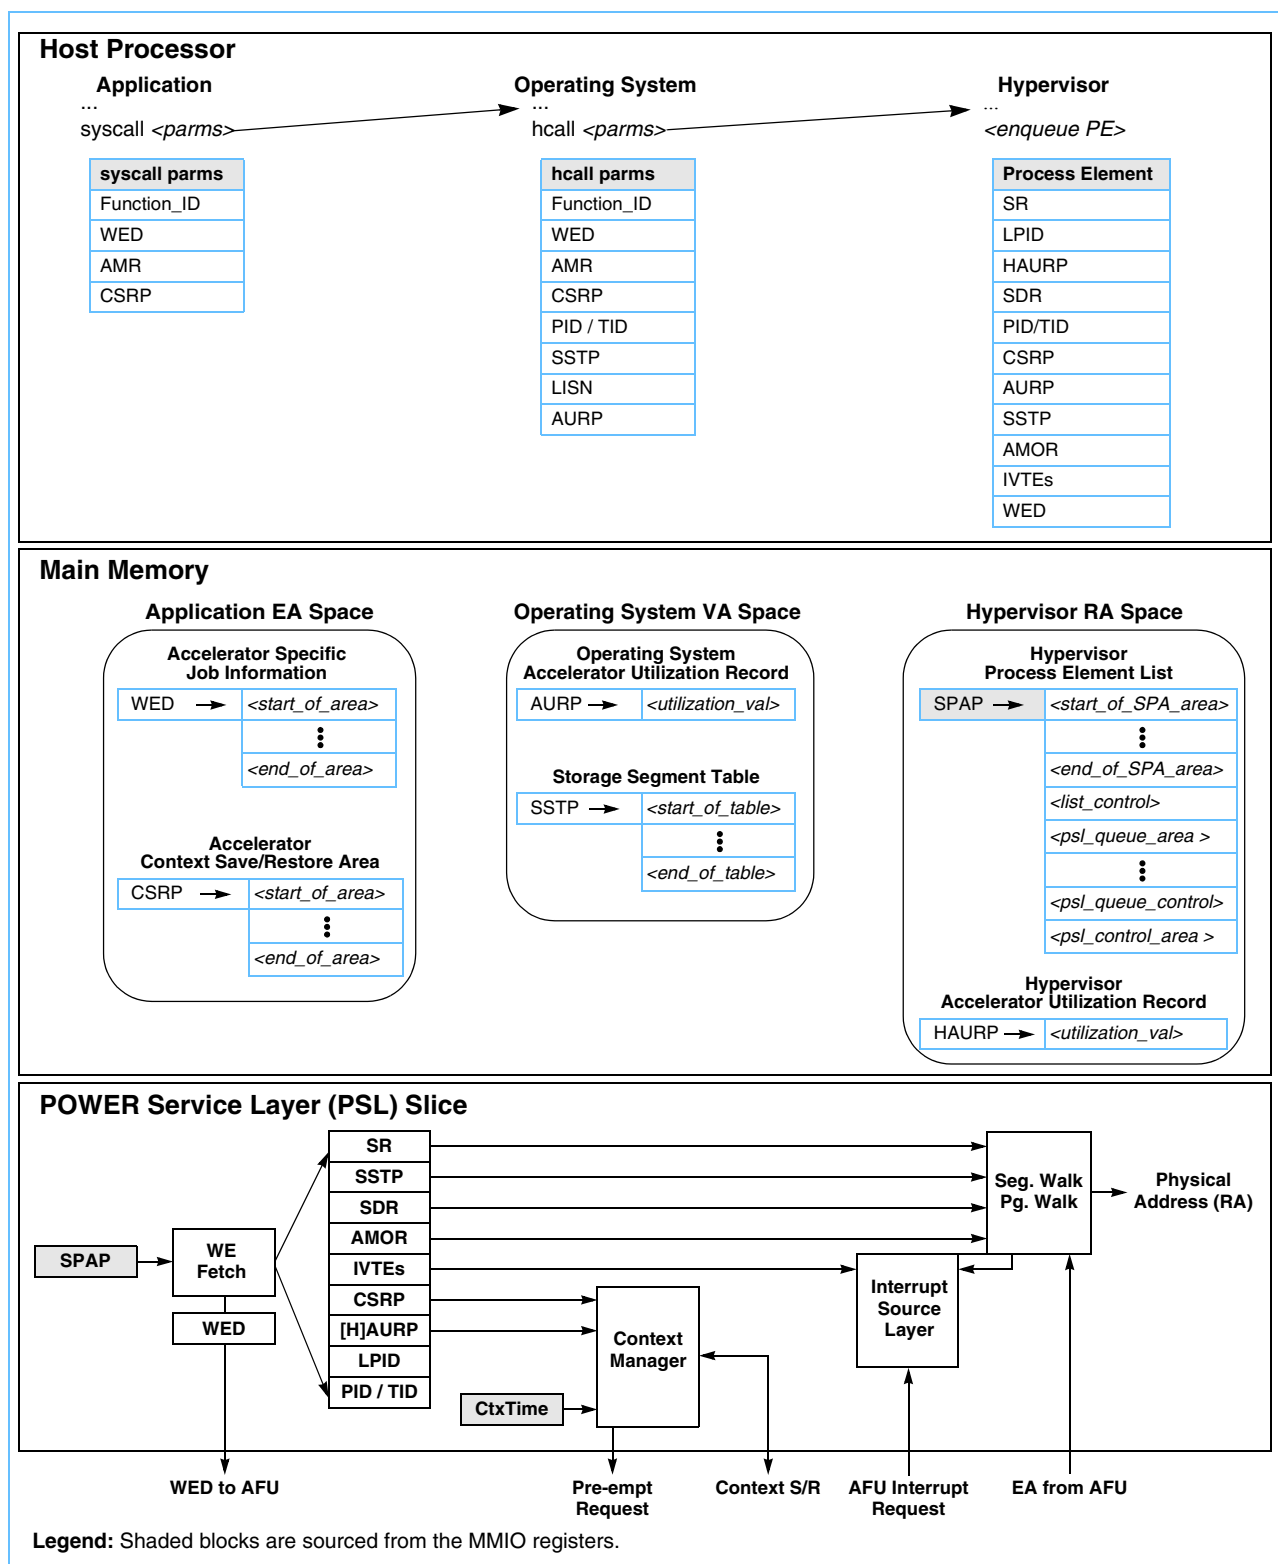 Host Processor
Application
...
syscall <parms>
syscall parms
Function_ID
WED
AMR
CSRP
Operating System
...
hcall <parms>
hcall parms
Function_ID
WED
AMR
CSRP
PID / TID
SSTP
LISN
AURP
Hypervisor
...
<enqueue PE>
Process Element
SR
LPID
HAURP
SDR
PID/TID
CSRP
AURP
SSTP
AMOR
IVTEs
WED
Main Memory
Application EA Space
Accelerator Specific
Job Information
WED
<start_of_area>
<end_of_area>
Accelerator
Context Save/Restore Area
CSRP
<start_of_area>
<end_of_area>
Operating System VA Space
Operating System
Accelerator Utilization Record
AURP
<utilization_val>
Storage Segment Table
SSTP
<start_of_table>
<end_of_table>
Hypervisor RA Space
Hypervisor
Process Element List
SPAP
<start_of_SPA_area>
<end_of_SPA_area>
<list_control>
<psl_queue_area >
<psl_queue_control>
<psl_control_area >
Hypervisor
Accelerator Utilization Record
HAURP
<utilization_val>
POWER Service Layer (PSL) Slice
SPAP
WE
Fetch
WED
SR
SSTP
SDR
AMOR
IVTEs
CSRP
[H]AURP
LPID
PID / TID
CtxTime
Context
Manager
Interrupt
Source
Layer
Seg. Walk
Pg. Walk
Physical
Address (RA)
WED to AFU
Pre-empt
Request
Context S/R
AFU Interrupt
Request
EA from AFU
Legend: Shaded blocks are sourced from the MMIO registers.